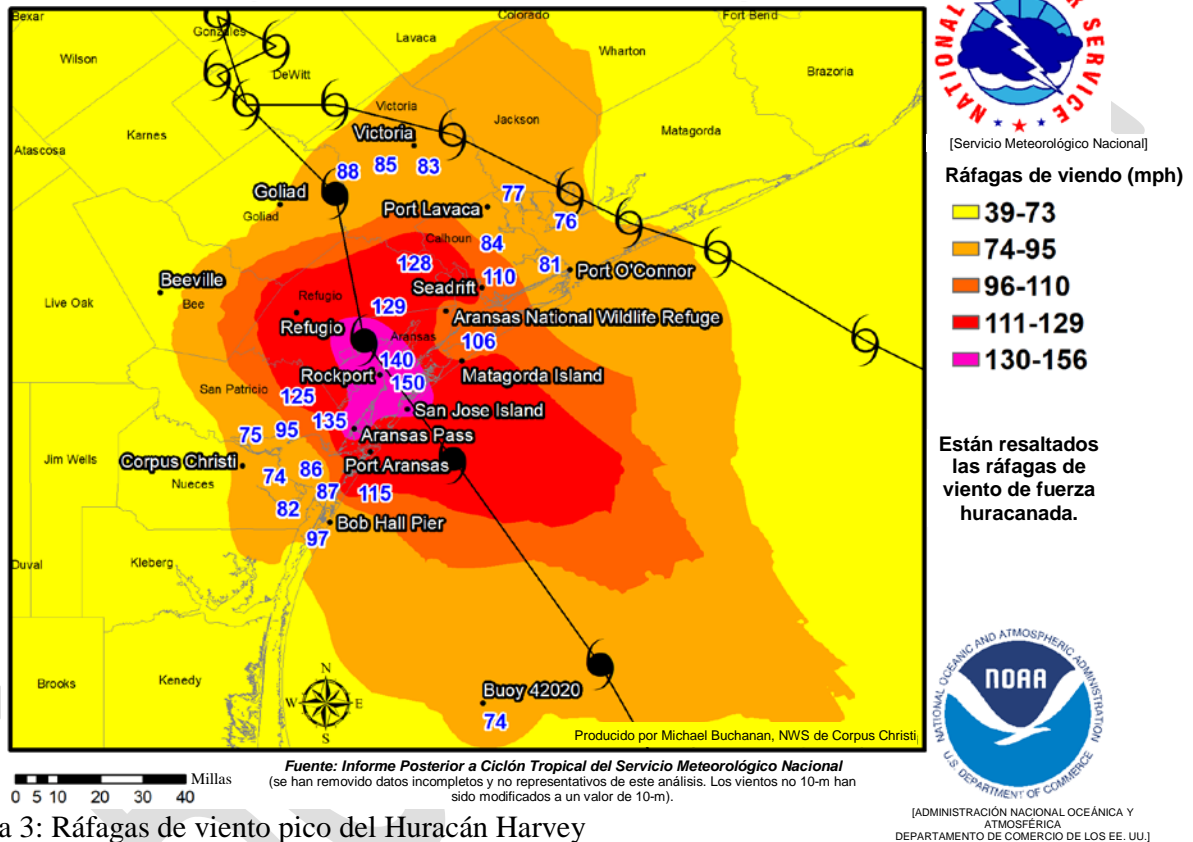 Bexar
Gonzales
Colorado
Fort Bend
Wilson
Lavaca
Wharton
DeWitt
Brazoria
Karnes
Victoria
Jackson
Matagorda
Atascosa
Victoria
88
85
83
Goliad
Goliad
Port Lavaca
77
76
Calhoun
84
128
110
81
Port O'Connor
Seadrift
Beeville
Bee
Live Oak
Refugio
129
Refugio
Aransas National Wildlife Refuge
Aransas
106
140
Rockport
150
Matagorda Island
San Patricio
125
San Jose Island
75
95
135
Aransas Pass
Jim Wells
Corpus Christi
Port Aransas
Nueces
74
86
87
115
82
Bob Hall Pier
97
Duval
Kleberg
Brooks
Kenedy
N
W
E
S
Buoy 42020
74
Producido por Michael Buchanan, NWS de Corpus Christi
NATIONAL
R SERVICE
[Servicio Meteorológico Nacional]
Ráfagas de viendo (mph)
39-73
74-95
96-110
111-129
130-156
Están resaltados
las ráfagas de
viento de fuerza
huracanada.
NATIONAL OCEANIC AND ATMOSPHERIC ADMINISTRATION
NOAA
U.S. DEPARTMENT OF COMMERCE
[ADMINISTRACIÓN NACIONAL OCEÁNICA Y
ATMOSFÉRICA
DEPARTAMENTO DE COMERCIO DE LOS EE. UU.]
Millas
0 5 10 20 30 40
Fuente: Informe Posterior a Ciclón Tropical del Servicio Meteorológico Nacional
(se han removido datos incompletos y no representativos de este análisis. Los vientos no 10-m han
sido modificados a un valor de 10-m).
a 3: Ráfagas de viento pico del Huracán Harvey